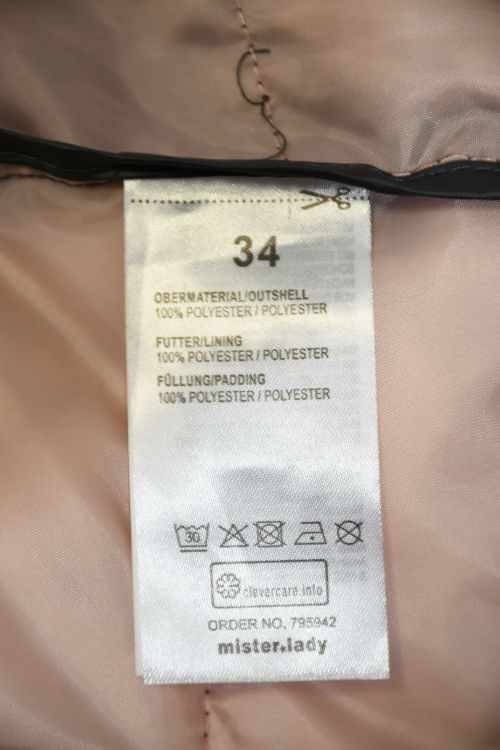 34
OBERMATERIAL/OUTSHELL
100% POLYESTER / POLYESTER
FUTTER/LINING
100% POLYESTER / POLYESTER
FÜLLUNG/PADDING
100% POLYESTER / POLYESTER
30
clevercare.info
ORDER NO. 795942
mister.lady